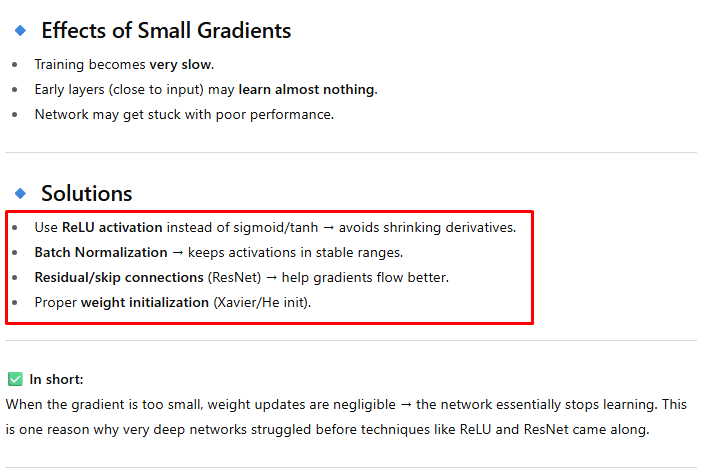 Effects of Small Gradients
Training becomes very slow.
Early layers (close to input) may learn almost nothing.
Network may get stuck with poor performance.
Solutions
Use ReLU activation instead of sigmoid/tanh → avoids shrinking derivatives.
Batch Normalization → keeps activations in stable ranges.
Residual/skip connections (ResNet) → help gradients flow better.
Proper weight initialization (Xavier/He init).
In short:
When the gradient is too small, weight updates are negligible → the network essentially stops learning. This
is one reason why very deep networks struggled before techniques like ReLU and ResNet came along.